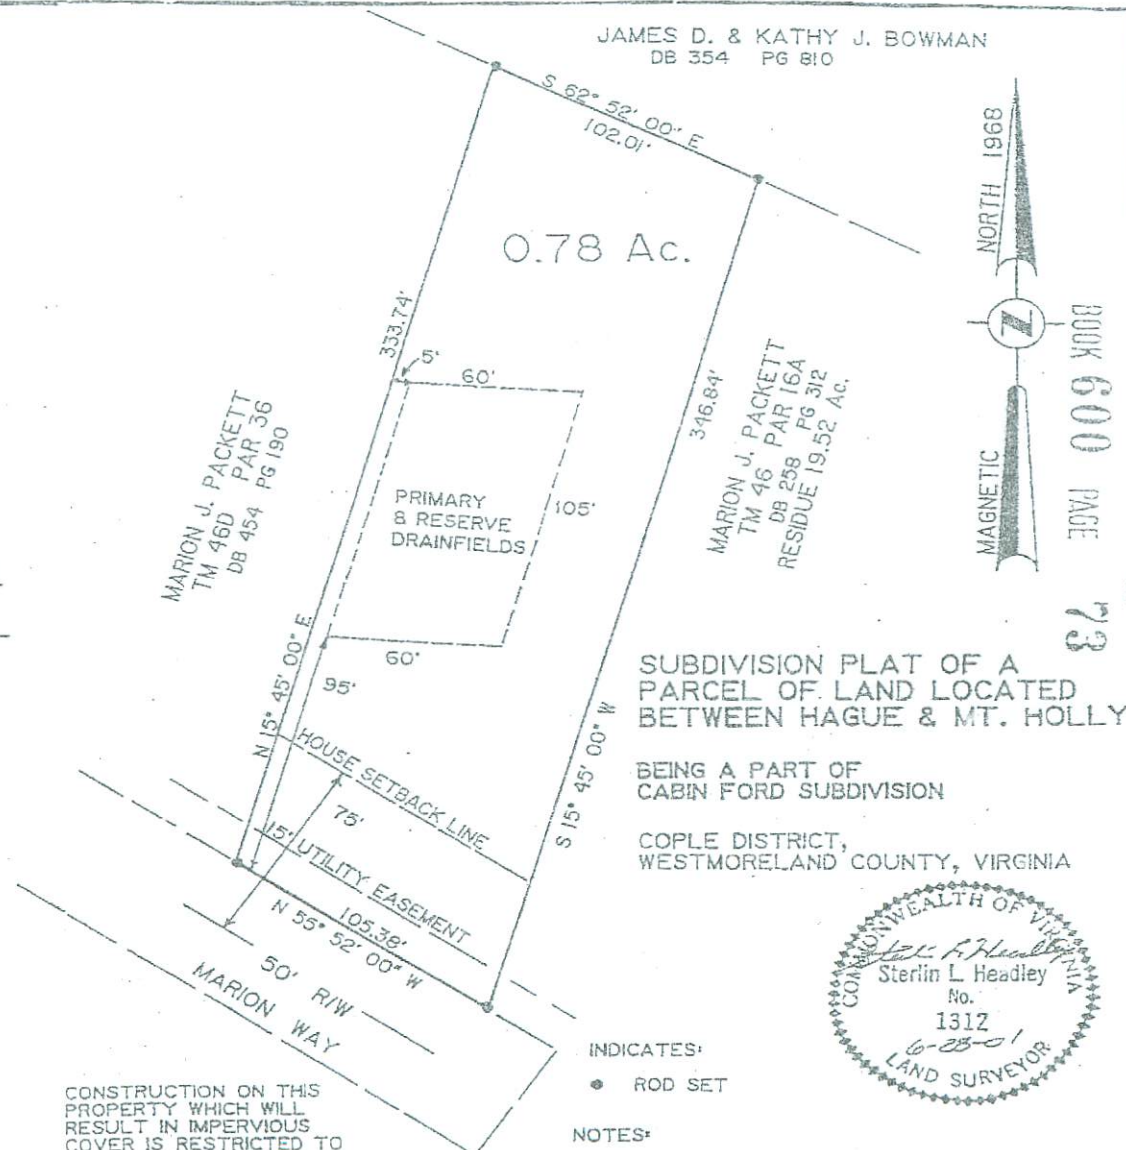 JAMES D. & KATHY J. BOWMAN
DB 354 PG 810
S 62° 52' 00" E
102.01'
0.78 Ac.
NORTH 1968
MAGNETIC
BOOK 600 PAGE 73
333.74'
5'
60'
346.84'
MARION J. PACKETT
TM 46D PAR 36
DB 454 PG 190
MARION J. PACKETT
TM 46 PAR 16A
DB 258 PG 312
RESIDUE 19.52 Ac.
PRIMARY
& RESERVE
DRAINFIELDS
105'
60'
95'
N 15° 45' 00" E
S 15° 45' 00" W
HOUSE SETBACK LINE
75'
15' UTILITY EASEMENT
105.38'
N 55° 52' 00" W
50' R/W
MARION WAY
SUBDIVISION PLAT OF A
PARCEL OF LAND LOCATED
BETWEEN HAGUE & MT. HOLLY
BEING A PART OF
CABIN FORD SUBDIVISION
COPLE DISTRICT,
WESTMORELAND COUNTY, VIRGINIA
COMMONWEALTH OF VIRGINIA
Sterlin L. Headley
No.
1312
6-28-01
LAND SURVEYOR
INDICATES:
ROD SET
NOTES:
CONSTRUCTION ON THIS
PROPERTY WHICH WILL
RESULT IN IMPERVIOUS
COVER IS RESTRICTED TO